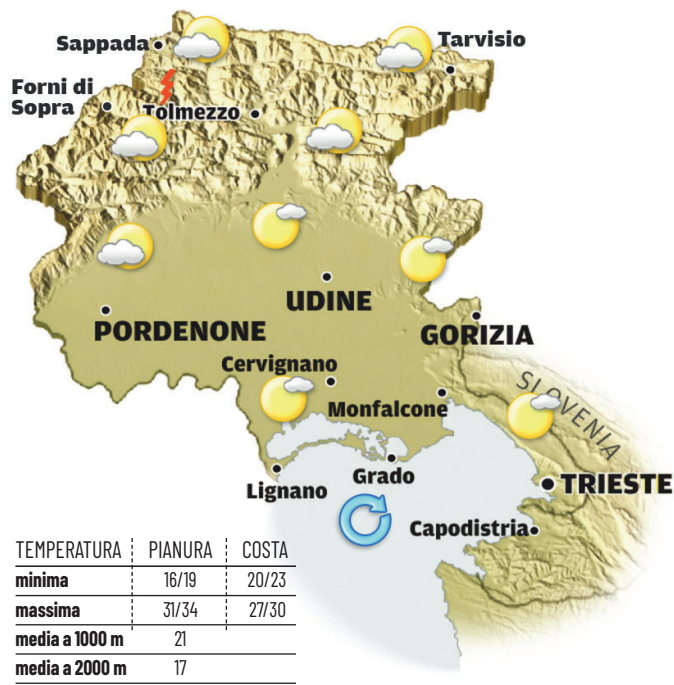 Sappada
Tarvisio
Forni di
Sopra
Tolmezzo
UDINE
PORDENONE
GORIZIA
Cervignano
SLOVENIA
Monfalcone
Grado
Lignano
TRIESTE
Capodistria
TEMPERATURA PIANURA COSTA
minima 16/19 20/23
massima 31/34 27/30
media a 1000 m 21
media a 2000 m 17